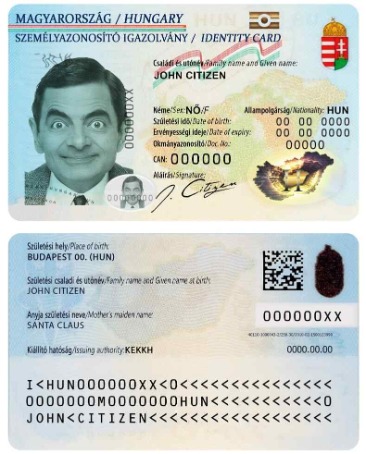 MAGYARORSZÁG / HUNGARY
SZEMÉLYAZONOSÍTÓ IGAZOLVÁNY / IDENTITY CARD
Családi és utónév/Family name and Given name:
JOHN CITIZEN
Neme/Sex: NŐ/F
Állampolgárság/Nationality: HUN
Születési idő/Date of birth: 00 00 0000
Érvényességi ideje/Date of expiry: 00 00 0000
Okmányazonosító/Doc. No.: 00000
CAN: 000000
Aláírás/Signature:
J. Citizen
000000XX
Születési hely/Place of birth:
BUDAPEST 00. (HUN)
Születési családi és utónév/Family name and Given name at birth:
JOHN CITIZEN
Anyja születési neve/Mother's maiden name:
SANTA CLAUS
000000XX
Kiállító hatóság/Issuing authority: KEKKH
0000.00.00
I<HUN000000XX<0<<<<<<<<<<<<<<<
0000000M0000000HUN<<<<<<<<<<<0
JOHN<CITIZEN<<<<<<<<<<<<<<<<<<